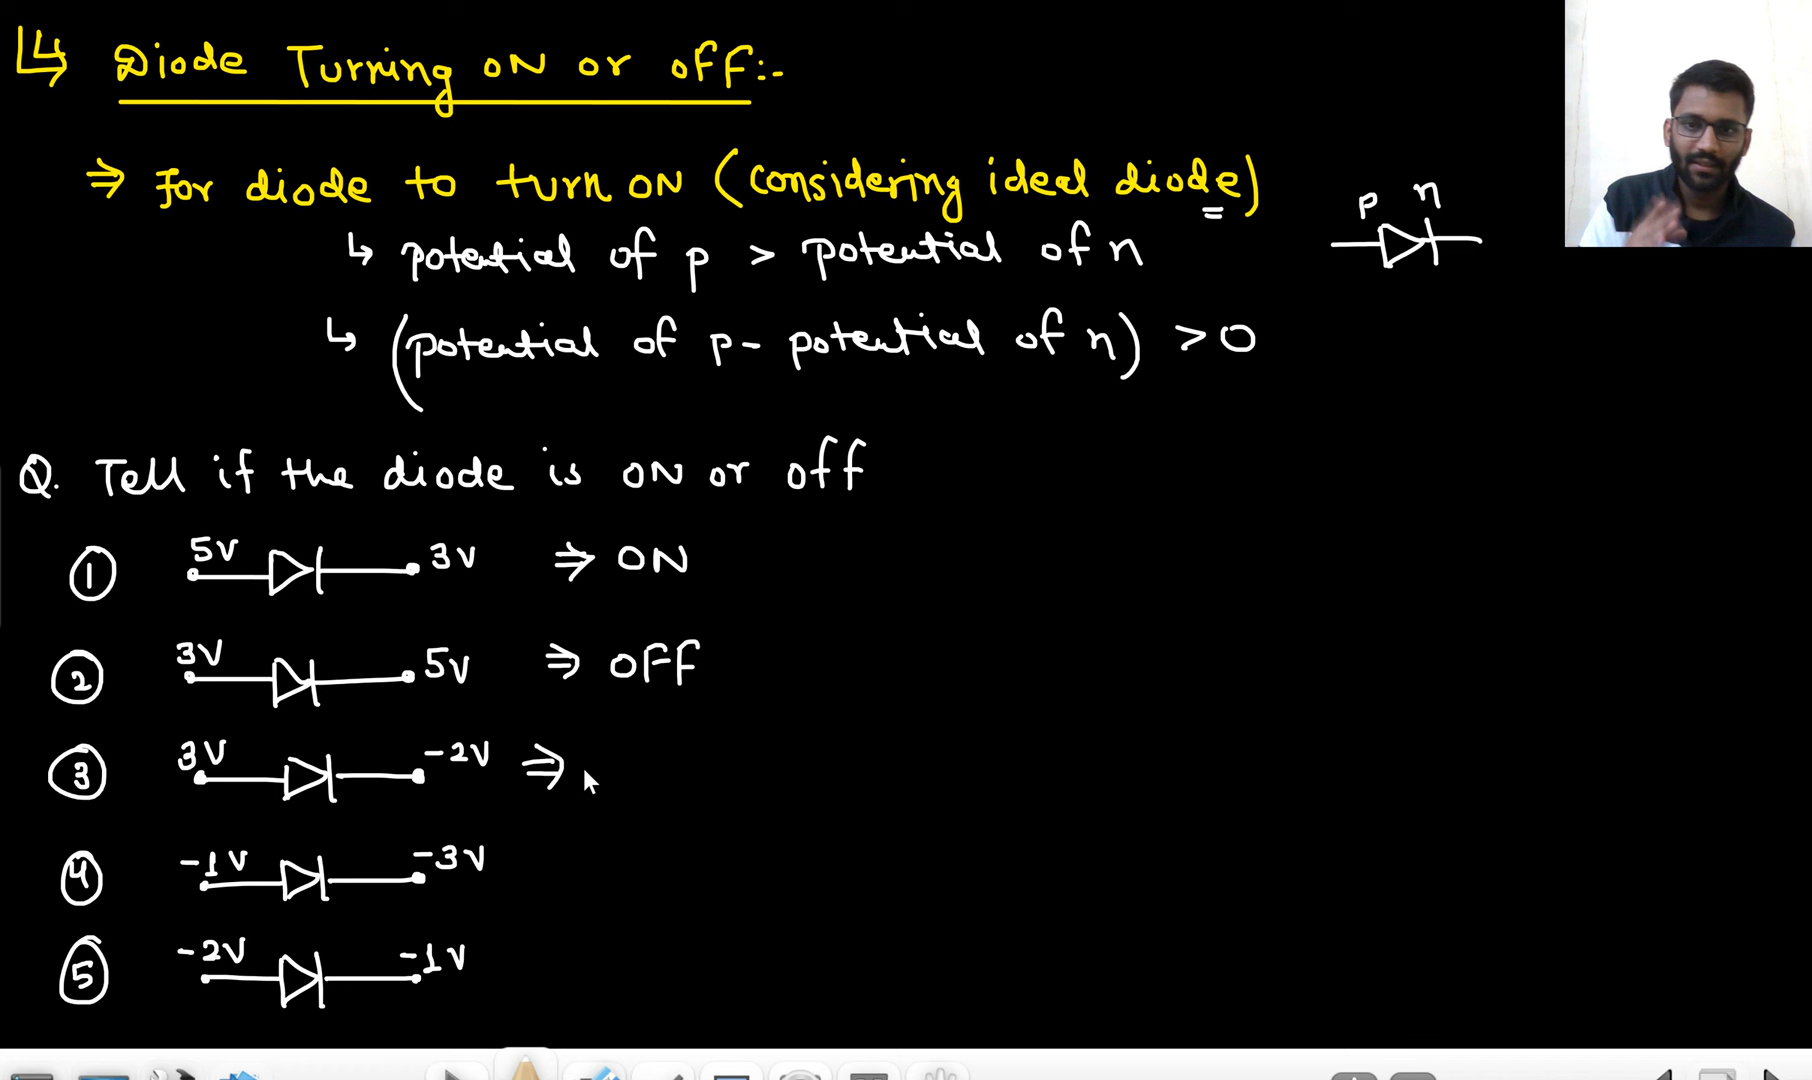 Diode Turning ON or off:-
⇒ for diode to turn ON (considering ideal diode)
↳ potential of p > potential of n
p n
↳ (potential of p - potential of n) > 0
Q. Tell if the diode is ON or off
① 5V 3V ⇒ ON
② 3V 5V ⇒ OFF
③ 3V -2V ⇒
④ -1V -3V
⑤ -2V -1V